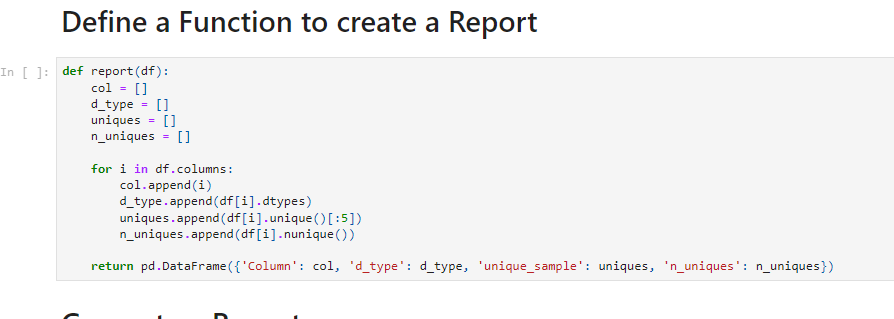 Define a Function to create a Report
In [ ]:
def report(df):
    col = []
    d_type = []
    uniques = []
    n_uniques = []

    for i in df.columns:
        col.append(i)
        d_type.append(df[i].dtypes)
        uniques.append(df[i].unique()[:5])
        n_uniques.append(df[i].nunique())

    return pd.DataFrame({'Column': col, 'd_type': d_type, 'unique_sample': uniques, 'n_uniques': n_uniques})